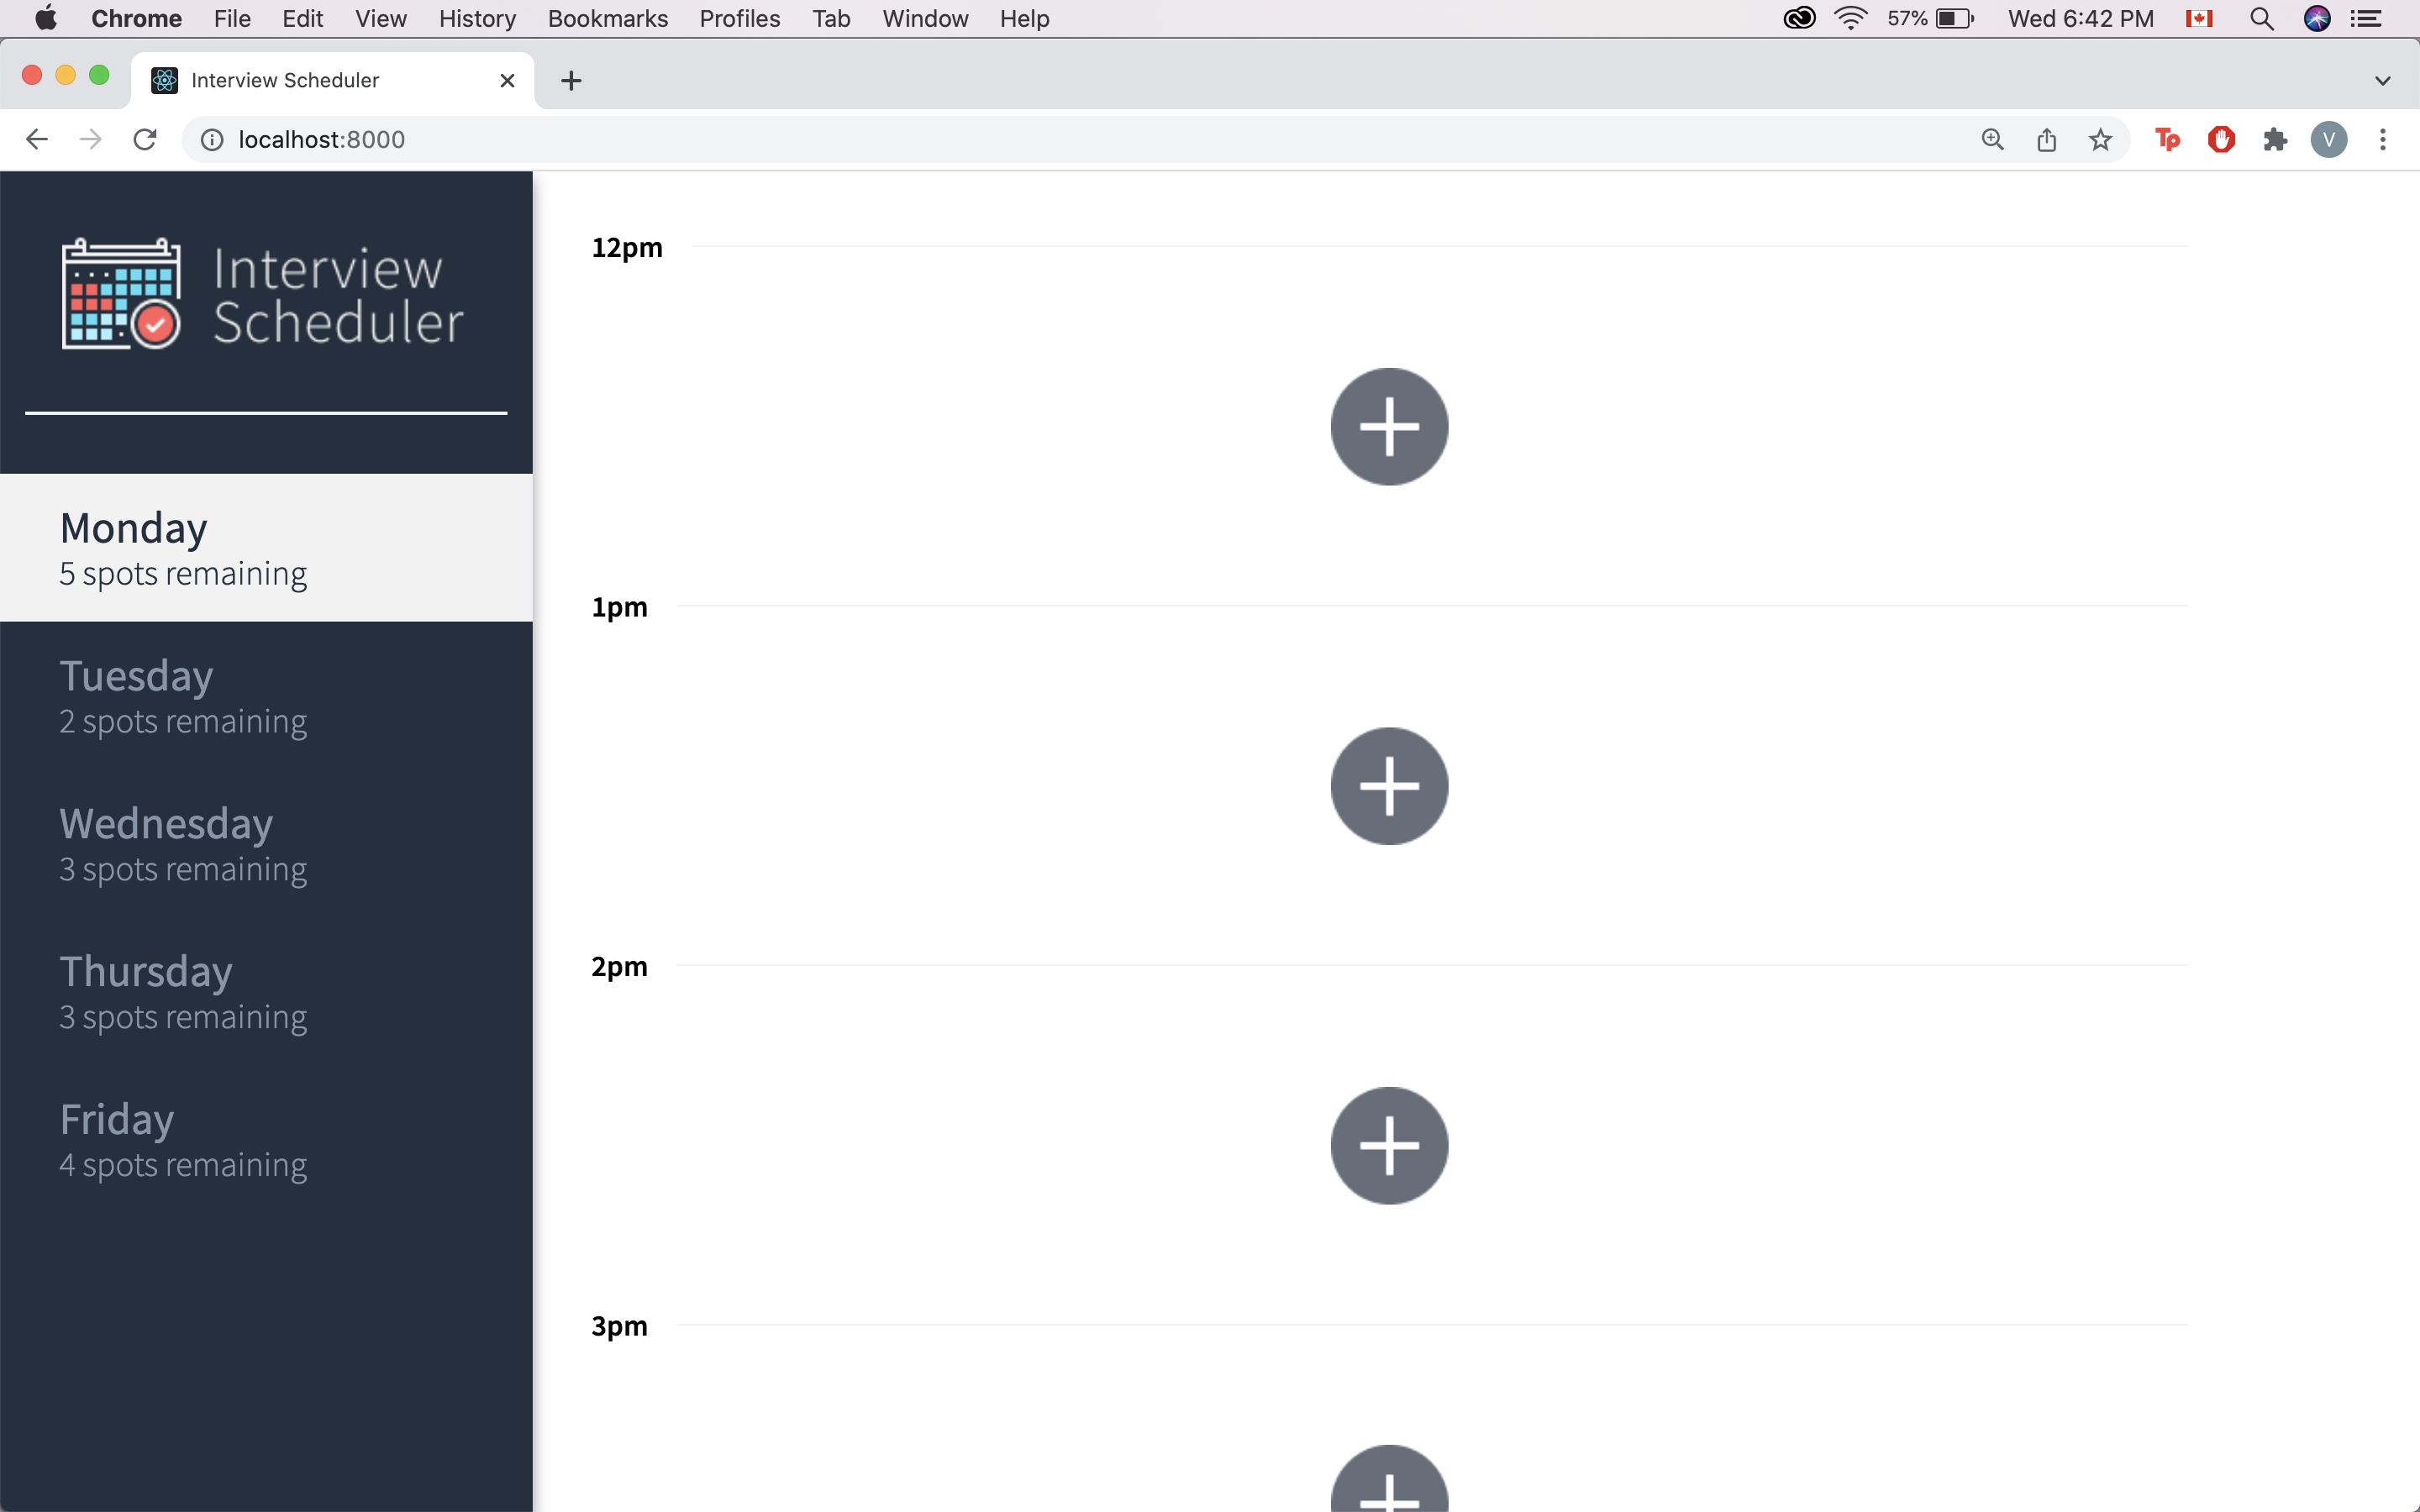 Chrome File Edit View History Bookmarks Profiles Tab Window Help 57% Wed 6:42 PM
Interview Scheduler
localhost:8000
Tp
V
Interview
Scheduler
Monday
5 spots remaining
Tuesday
2 spots remaining
Wednesday
3 spots remaining
Thursday
3 spots remaining
Friday
4 spots remaining
12pm
1pm
2pm
3pm